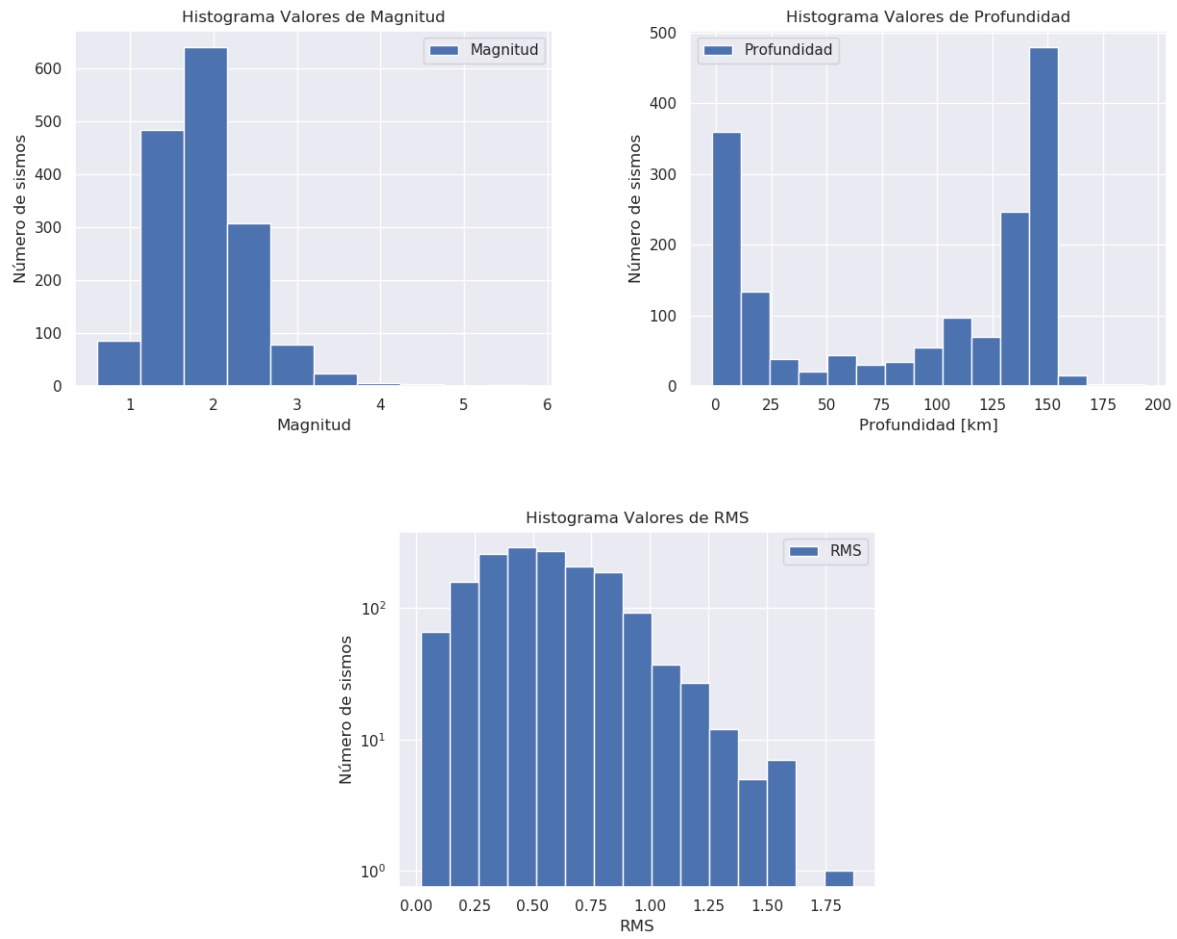 Histograma Valores de Magnitud
Magnitud
600
500
400
300
200
100
0
Número de sismos
1 2 3 4 5 6
Magnitud
Histograma Valores de Profundidad
Profundidad
500
400
300
200
100
0
Número de sismos
0 25 50 75 100 125 150 175 200
Profundidad [km]
Histograma Valores de RMS
RMS
10²
10¹
10⁰
Número de sismos
0.00 0.25 0.50 0.75 1.00 1.25 1.50 1.75
RMS